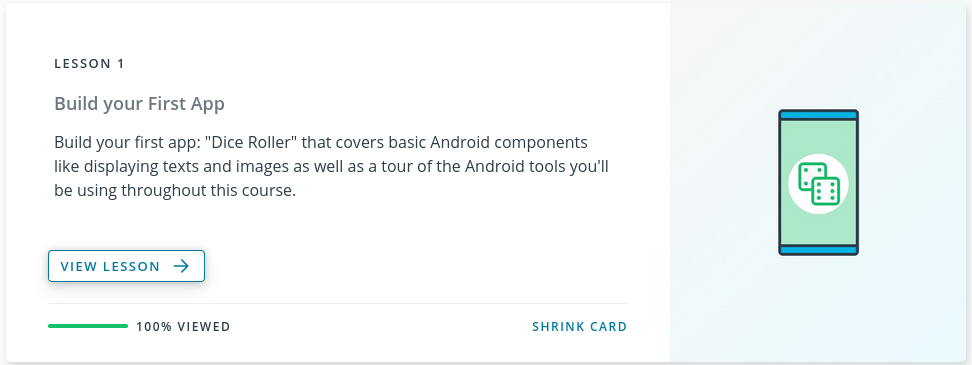 LESSON 1
Build your First App
Build your first app: "Dice Roller" that covers basic Android components
like displaying texts and images as well as a tour of the Android tools you'll
be using throughout this course.
VIEW LESSON
100% VIEWED
SHRINK CARD